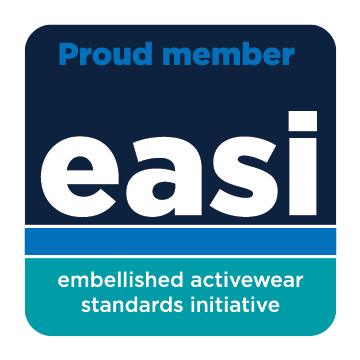 Proud member
easi
embellished activewear
standards initiative